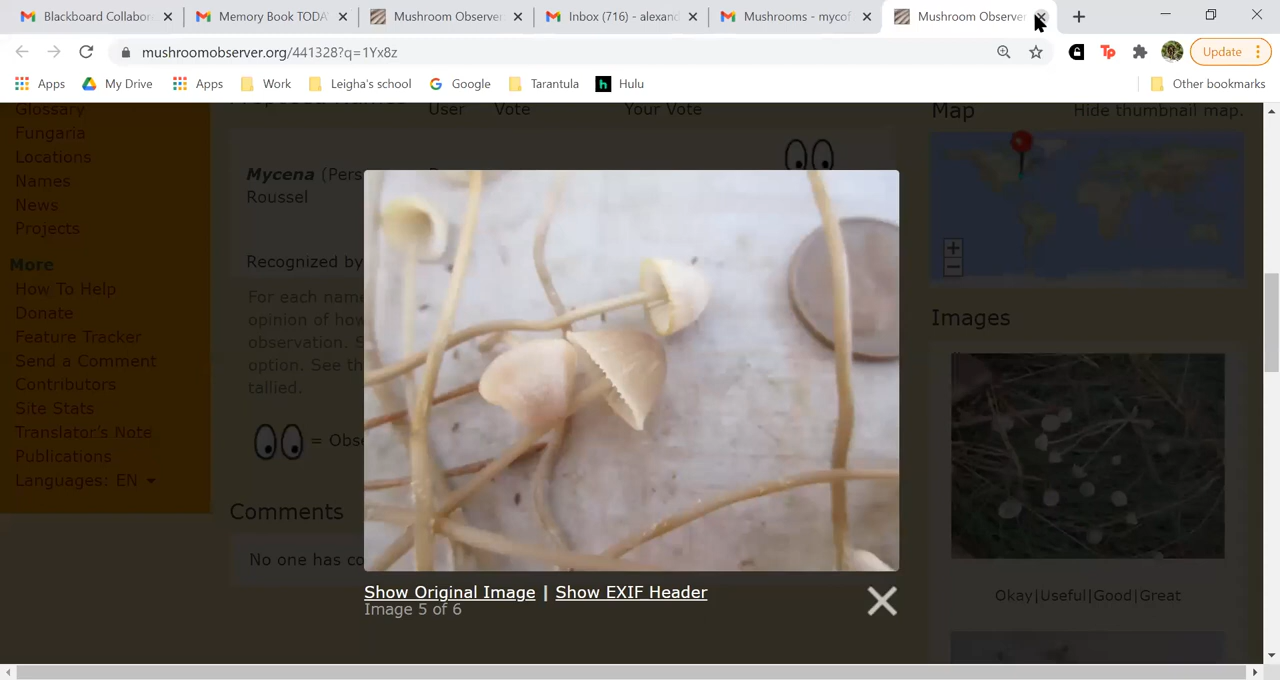 Blackboard Collabor
Memory Book TODA
Mushroom Observer
Inbox (716) - alexand
Mushrooms - mycof
Mushroom Observer
mushroomobserver.org/441328?q=1Yx8z
Tp
Update
Apps
My Drive
Apps
Work
Leigha's school
Google
Tarantula
h
Hulu
Other bookmarks
Glossary
Fungaria
Locations
Names
News
Projects
More
How To Help
Donate
Feature Tracker
Send a Comment
Contributors
Site Stats
Translator's Note
Publications
Languages: EN
Proposed Names
User
Vote
Your Vote
Mycena (Pers
Roussel
Recognized by
For each name
opinion of how
observation. S
option. See th
tallied.
= Obs
Comments
No one has co
Show Original Image | Show EXIF Header
Image 5 of 6
Map
Hide thumbnail map.
+
−
Images
Okay|Useful|Good|Great